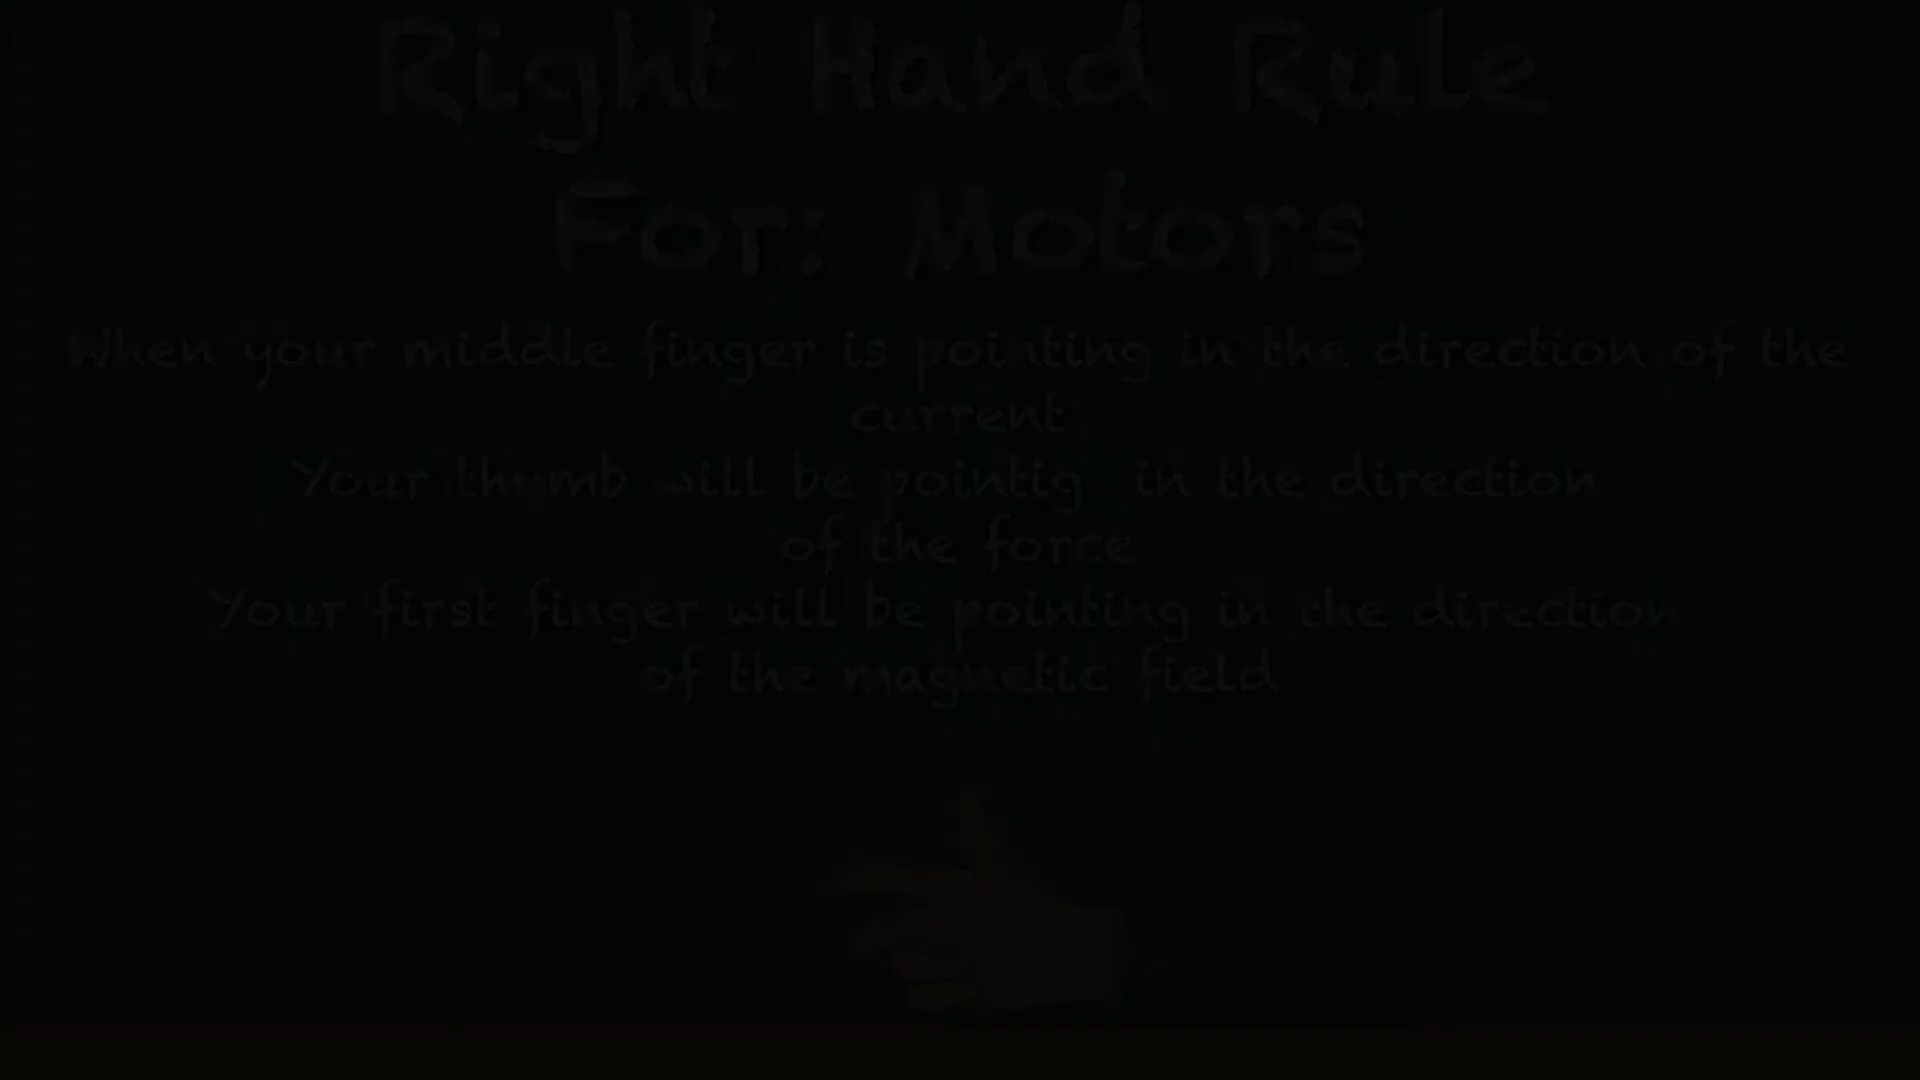 Right Hand Rule
For: Motors
When your middle finger is pointing in the direction of the
current
Your thumb will be pointig in the direction
of the force
Your first finger will be pointing in the direction
of the magnetic field